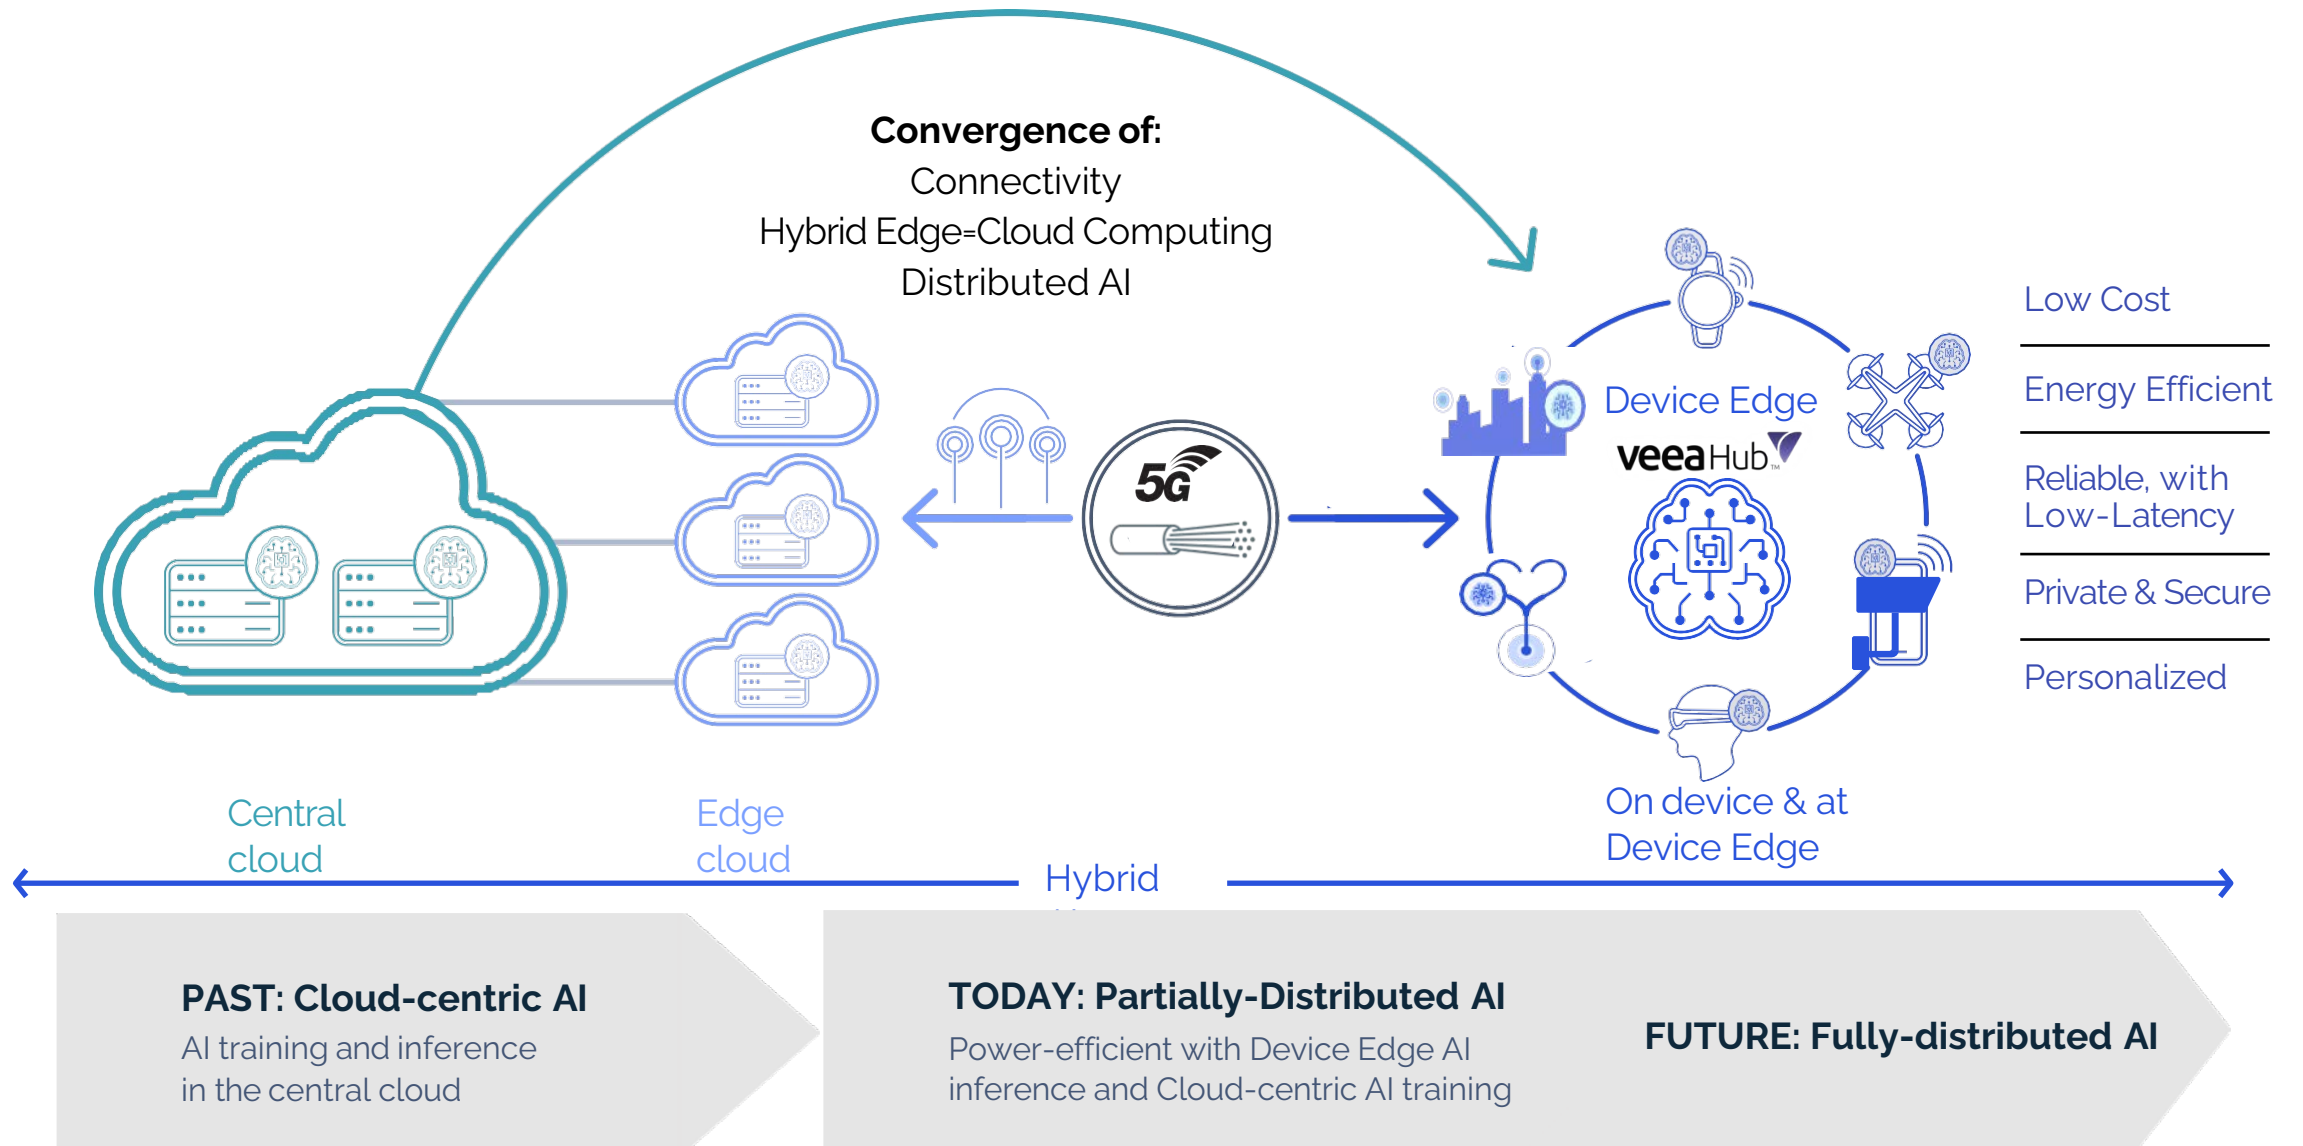 Convergence of:
Connectivity
Hybrid Edge=Cloud Computing
Distributed AI
5G
Device Edge
veeaHub™
Low Cost
Energy Efficient
Reliable, with
Low-Latency
Private & Secure
Personalized
Central
cloud
Edge
cloud
On device & at
Device Edge
Hybrid
PAST: Cloud-centric AI
AI training and inference
in the central cloud
TODAY: Partially-Distributed AI
Power-efficient with Device Edge AI
inference and Cloud-centric AI training
FUTURE: Fully-distributed AI